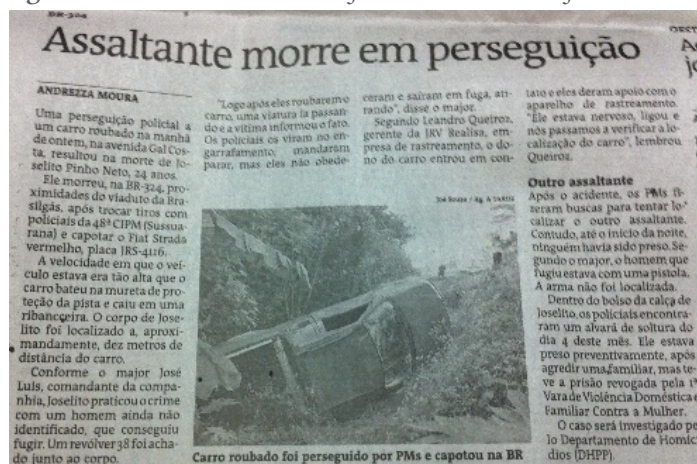 BR-324
Assaltante morre em perseguição
ANDREZZA MOURA
Uma perseguição policial a
um carro roubado na manhã
de ontem, na avenida Gal Cos-
ta, resultou na morte de Jo-
selito Pinho Neto, 24 anos.
Ele morreu, na BR-324, pro-
ximidades do viaduto da Bra-
silgás, após trocar tiros com
policiais da 48ª CIPM (Sussua-
rana) e capotar o Fiat Strada
vermelho, placa JRS-4116.
A velocidade em que o veí-
culo estava era tão alta que o
carro bateu na mureta de pro-
teção da pista e caiu em uma
ribanceira. O corpo de Jose-
lito foi localizado a, aproxi-
mandamente, dez metros de
distância do carro.
Conforme o major José
Luis, comandante da compa-
nhia, Joselito praticou o crime
com um homem ainda não
identificado, que conseguiu
fugir. Um revólver 38 foi acha-
do junto ao corpo.
"Logo após eles roubarem o
carro, uma viatura ia passan-
do e a vítima informou o fato.
Os policiais os viram no en-
garrafamento, mandaram
parar, mas eles não obede-
ceram e saíram em fuga, ati-
rando", disse o major.
Segundo Leandro Queiroz,
gerente da JRV Realisa, em-
presa de rastreamento, o do-
no do carro entrou em con-
tato e eles deram apoio com o
aparelho de rastreamento.
"Ele estava nervoso, ligou e
nós passamos a verificar a lo-
calização do carro", lembrou
Queiroz.
Joá Souza / Ag. A TARDE
Carro roubado foi perseguido por PMs e capotou na BR
Outro assaltante
Após o acidente, os PMs fi-
zeram buscas para tentar lo-
calizar o outro assaltante.
Contudo, até o início da noite,
ninguém havia sido preso. Se-
gundo o major, o homem que
fugiu estava com uma pistola.
A arma não foi localizada.
Dentro do bolso da calça de
Joselito, os policiais encontra-
ram um alvará de soltura do
dia 4 deste mês. Ele estava
preso preventivamente, após
agredir uma familiar, mas te-
ve a prisão revogada pela 1ª
Vara de Violência Doméstica e
Familiar Contra a Mulher.
O caso será investigado pe-
lo Departamento de Homicí-
dios (DHPP).